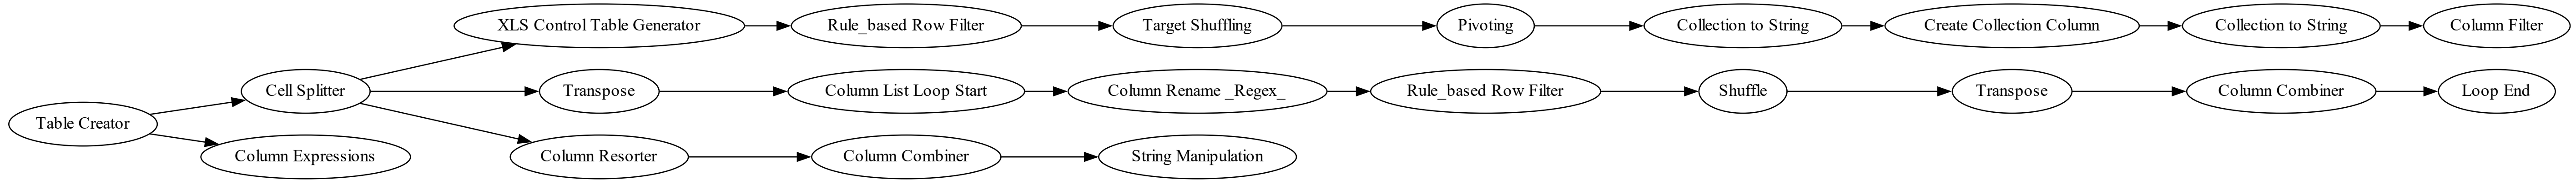 XLS Control Table Generator
Rule_based Row Filter
Target Shuffling
Pivoting
Collection to String
Create Collection Column
Collection to String
Column Filter
Cell Splitter
Transpose
Column List Loop Start
Column Rename _Regex_
Rule_based Row Filter
Shuffle
Transpose
Column Combiner
Loop End
Table Creator
Column Expressions
Column Resorter
Column Combiner
String Manipulation